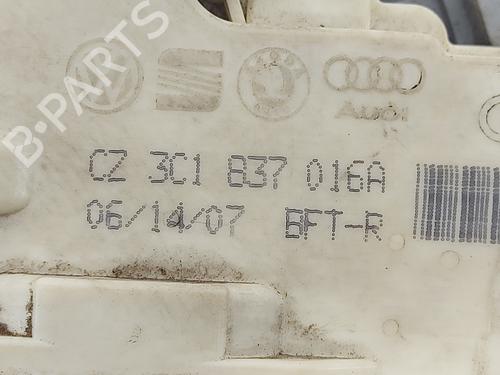 B-PARTS
Audi
CZ 3C1 837 016A
06/14/07 BFT-R